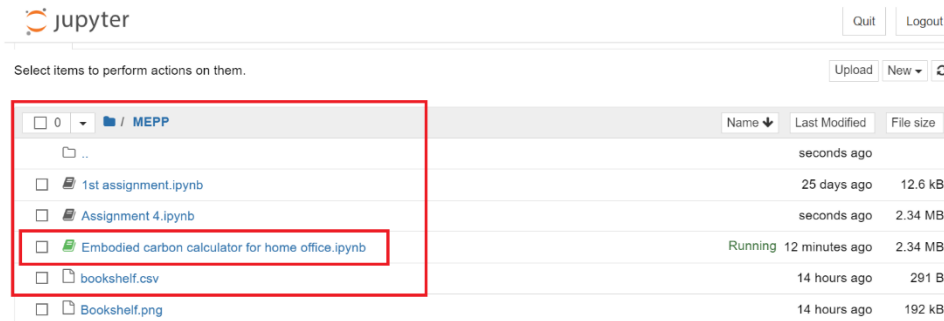 jupyter
Quit Logout
Select items to perform actions on them.
Upload New
0 / MEPP Name Last Modified File size
.. seconds ago
1st assignment.ipynb 25 days ago 12.6 kB
Assignment 4.ipynb seconds ago 2.34 MB
Embodied carbon calculator for home office.ipynb Running 12 minutes ago 2.34 MB
bookshelf.csv 14 hours ago 291 B
Bookshelf.png 14 hours ago 192 kB